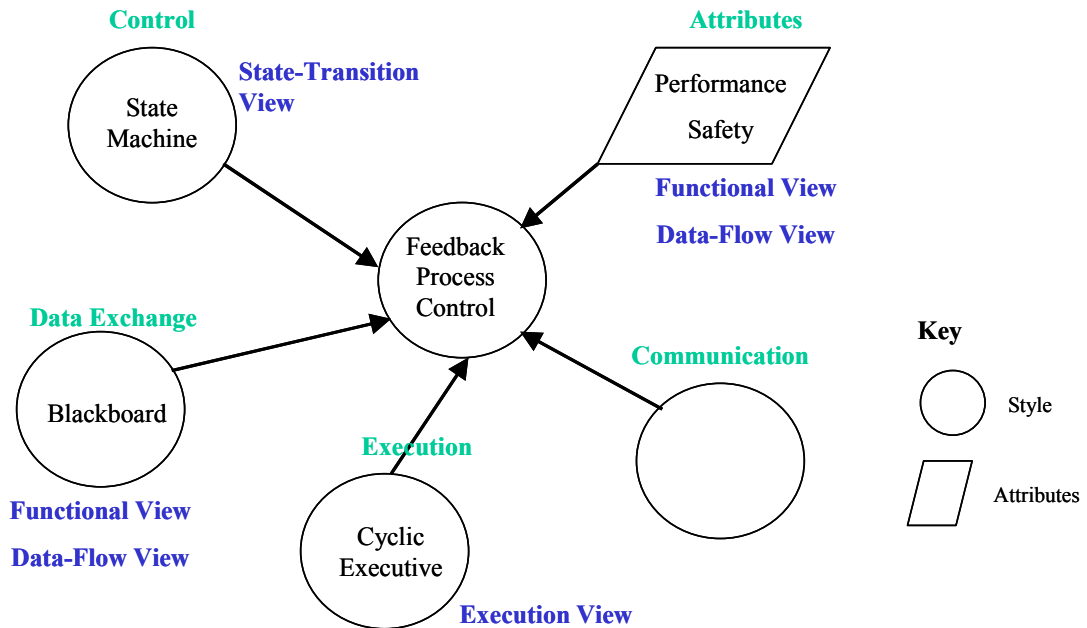 Control
Attributes
State-Transition
View
State
Machine
Performance
Safety
Functional View
Data-Flow View
Feedback
Process
Control
Data Exchange
Blackboard
Functional View
Data-Flow View
Execution
Cyclic
Executive
Execution View
Communication
Key
Style
Attributes